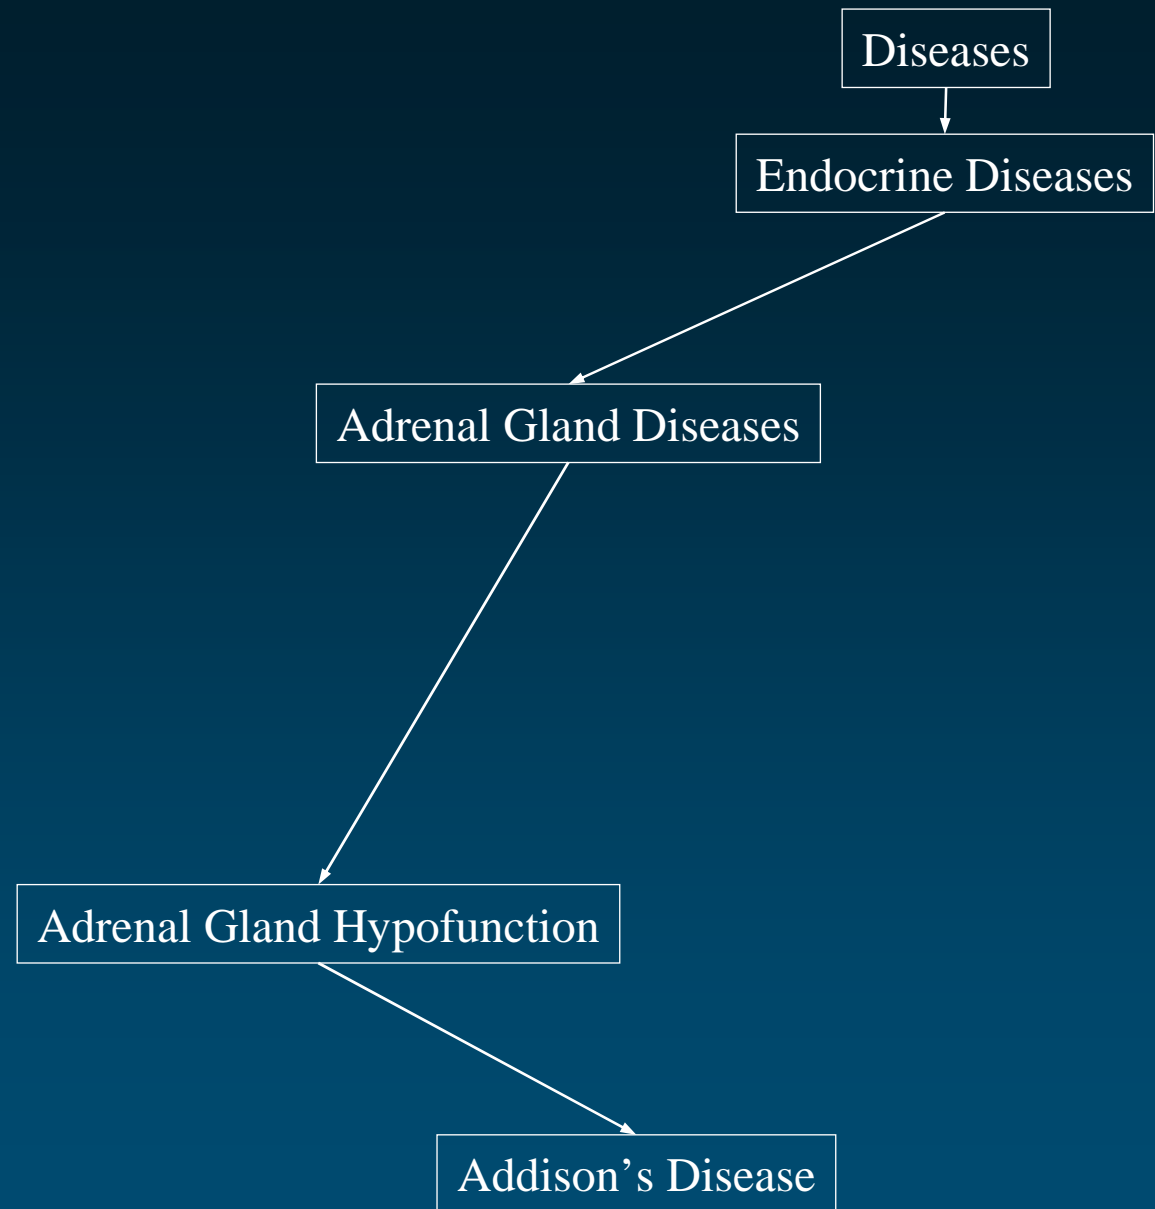 Diseases
Endocrine Diseases
Adrenal Gland Diseases
Adrenal Gland Hypofunction
Addison’s Disease